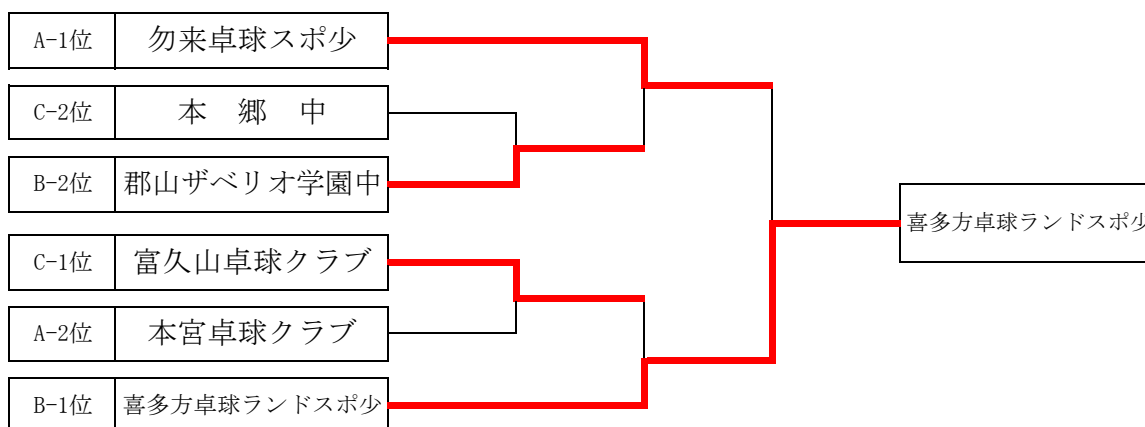 A-1位 勿来卓球スポ少
C-2位 本 郷 中
B-2位 郡山ザベリオ学園中
喜多方卓球ランドスポ少
C-1位 富久山卓球クラブ
A-2位 本宮卓球クラブ
B-1位 喜多方卓球ランドスポ少